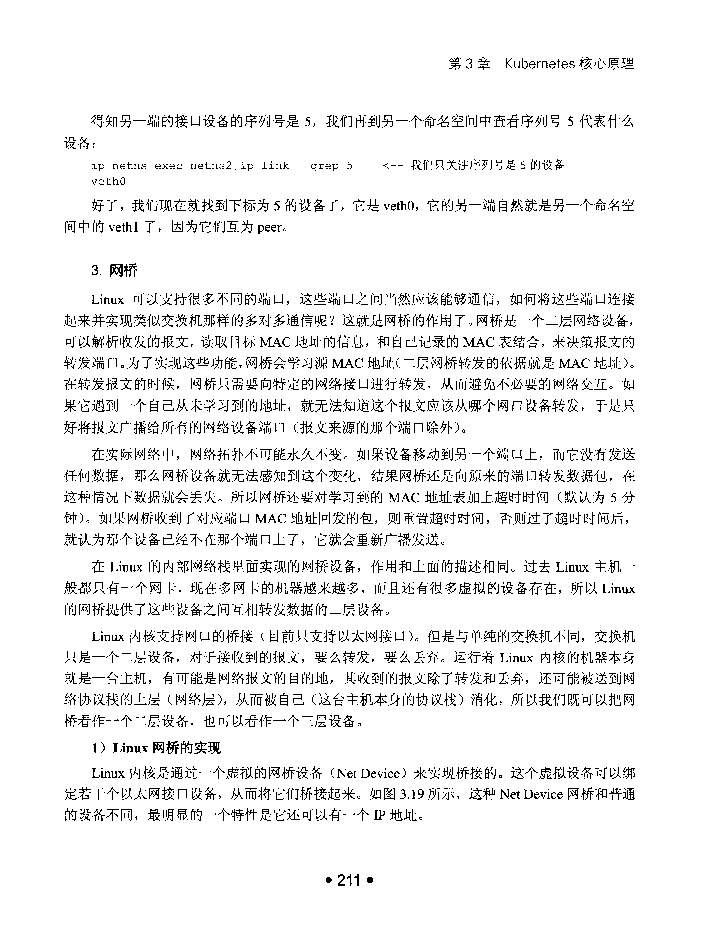 第 3 章 Kubernetes 核心原理
得知另一端的接口设备的序列号是 5，我们再到另一个命名空间中查看序列号 5 代表什么
设备：
ip netns exec netns2 ip link | grep 5 <-- 我们只关注序列号是 5 的设备
veth0
好了，我们现在就找到下标为 5 的设备了，它是 veth0，它的另一端自然就是另一个命名空
间中的 veth1 了，因为它们互为 peer。
3. 网桥
Linux 可以支持很多不同的端口，这些端口之间当然应该能够通信，如何将这些端口连接
起来并实现类似交换机那样的多对多通信呢？这就是网桥的作用了。网桥是一个二层网络设备，
可以解析收发的报文，读取目标 MAC 地址的信息，和自己记录的 MAC 表结合，来决策报文的
转发端口。为了实现这些功能，网桥会学习源 MAC 地址（二层网桥转发的依据就是 MAC 地址）。
在转发报文的时候，网桥只需要向特定的网络接口进行转发，从而避免不必要的网络交互。如
果它遇到一个自己从未学习到的地址，就无法知道这个报文应该从哪个网口设备转发，于是只
好将报文广播给所有的网络设备端口（报文来源的那个端口除外）。
在实际网络中，网络拓扑不可能永久不变。如果设备移动到另一个端口上，而它没有发送
任何数据，那么网桥设备就无法感知到这个变化，结果网桥还是向原来的端口转发数据包，在
这种情况下数据就会丢失。所以网桥还要对学习到的 MAC 地址表加上超时时间（默认为 5 分
钟）。如果网桥收到了对应端口 MAC 地址回发的包，则重置超时时间，否则过了超时时间后，
就认为那个设备已经不在那个端口上了，它就会重新广播发送。
在 Linux 的内部网络栈里面实现的网桥设备，作用和上面的描述相同。过去 Linux 主机一
般都只有一个网卡，现在多网卡的机器越来越多，而且还有很多虚拟的设备存在，所以 Linux
的网桥提供了这些设备之间互相转发数据的二层设备。
Linux 内核支持网口的桥接（目前只支持以太网接口）。但是与单纯的交换机不同，交换机
只是一个二层设备，对于接收到的报文，要么转发，要么丢弃。运行着 Linux 内核的机器本身
就是一台主机，有可能是网络报文的目的地，其收到的报文除了转发和丢弃，还可能被送到网
络协议栈的上层（网络层），从而被自己（这台主机本身的协议栈）消化，所以我们既可以把网
桥看作一个二层设备，也可以看作一个三层设备。
1）Linux 网桥的实现
Linux 内核是通过一个虚拟的网桥设备（Net Device）来实现桥接的。这个虚拟设备可以绑
定若干个以太网接口设备，从而将它们桥接起来。如图 3.19 所示，这种 Net Device 网桥和普通
的设备不同，最明显的一个特性是它还可以有一个 IP 地址。
• 211 •